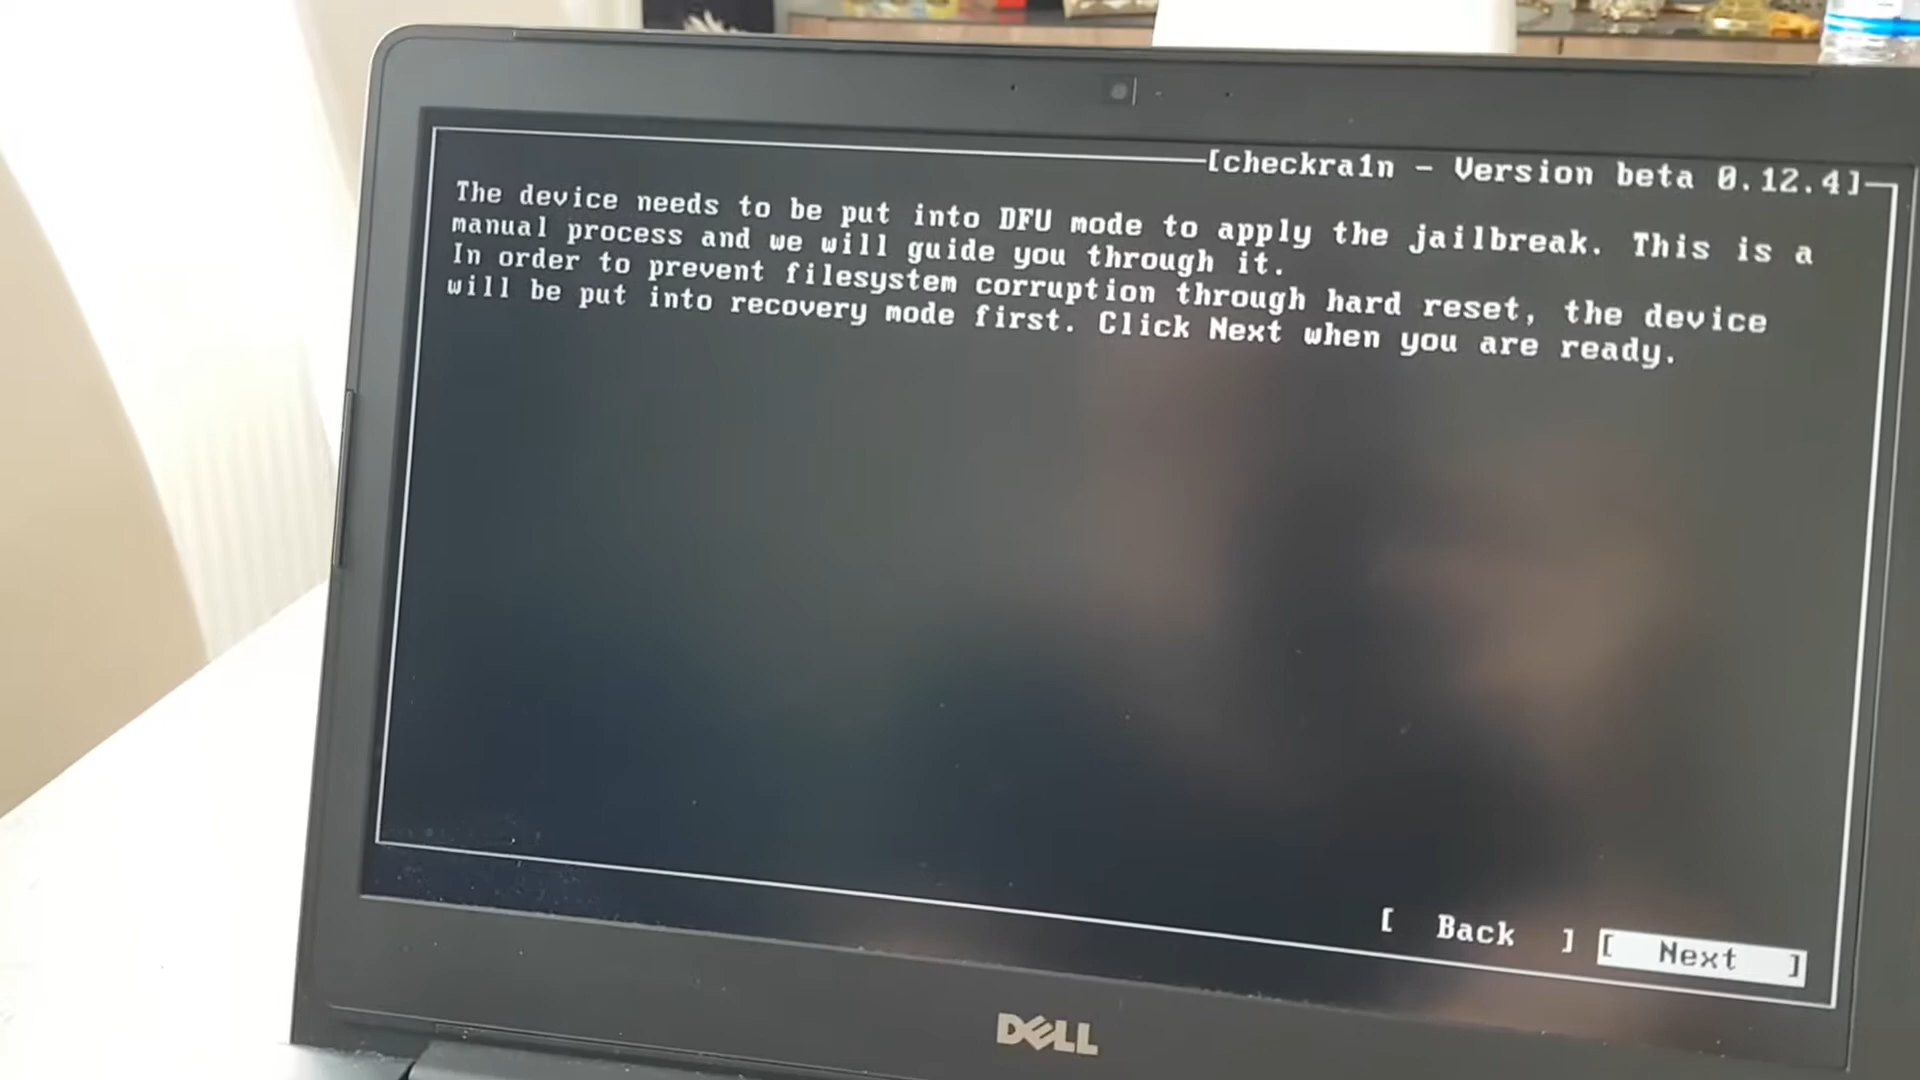 [checkra1n - Version beta 0.12.4]
The device needs to be put into DFU mode to apply the jailbreak. This is a
manual process and we will guide you through it.
In order to prevent filesystem corruption through hard reset, the device
will be put into recovery mode first. Click Next when you are ready.
[ Back ] [ Next ]
DELL